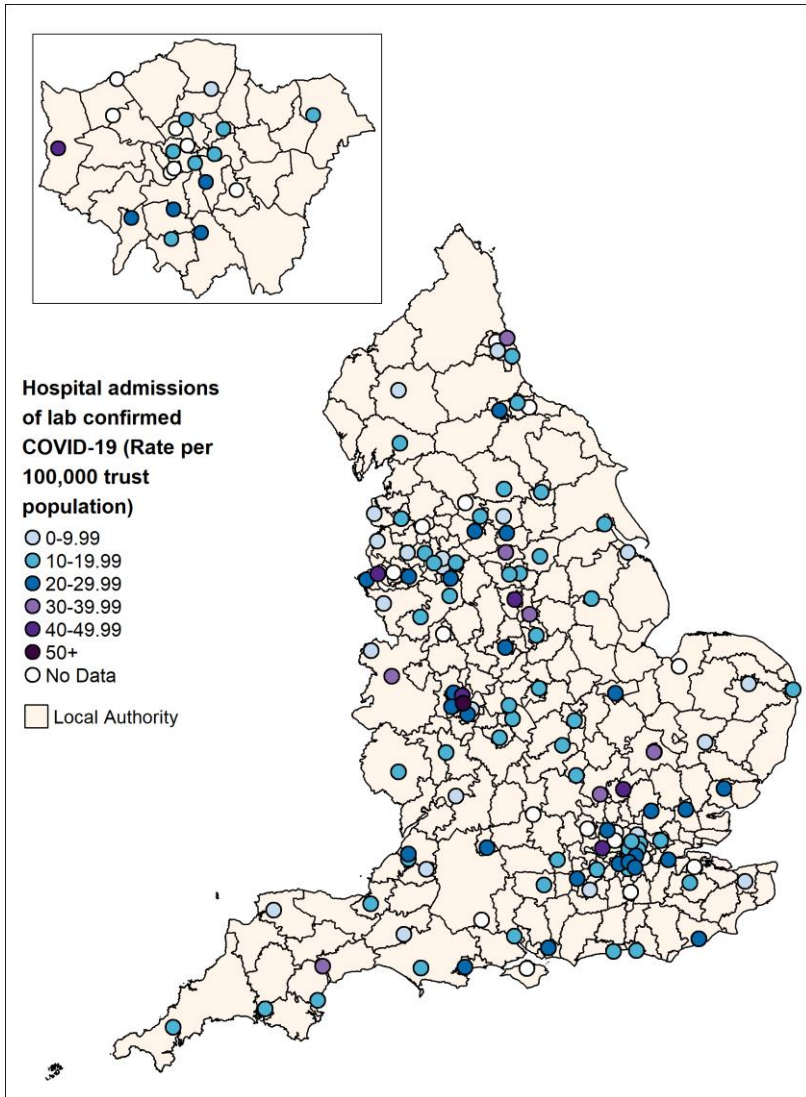 Hospital admissions
of lab confirmed
COVID-19 (Rate per
100,000 trust
population)
0-9.99
10-19.99
20-29.99
30-39.99
40-49.99
50+
No Data
Local Authority